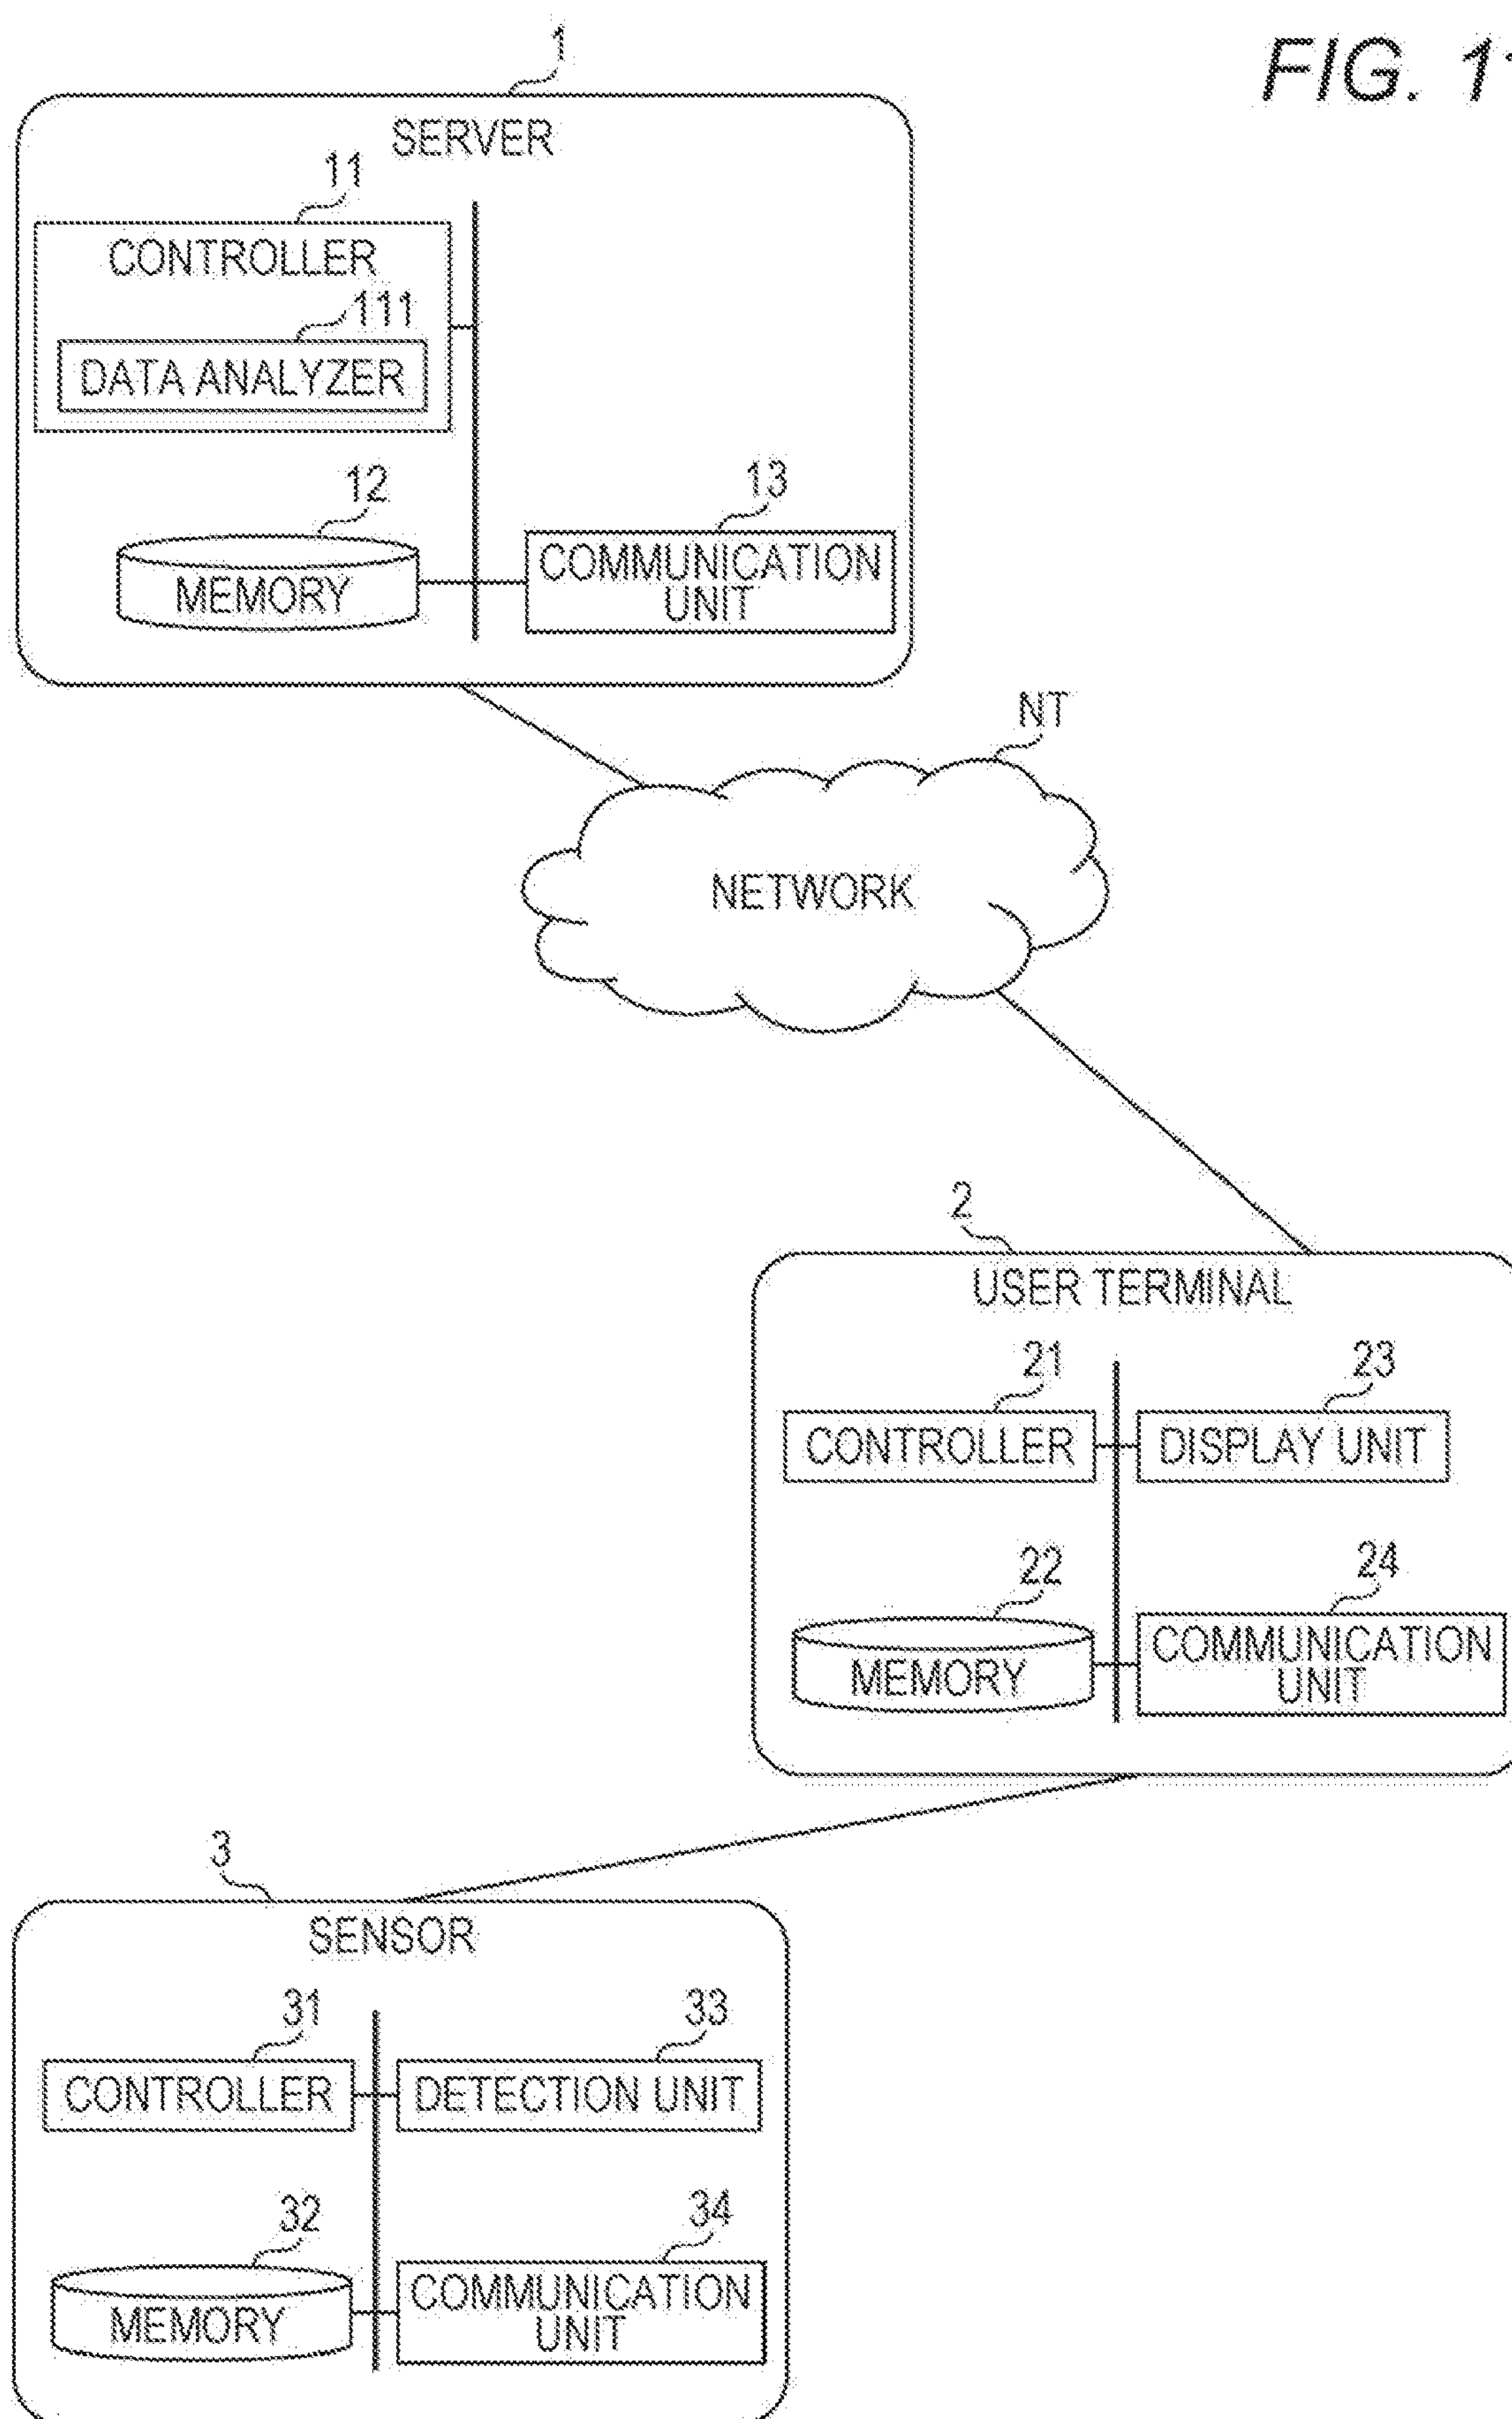 FIG. 11
1
SERVER
11
CONTROLLER
111
DATA ANALYZER
12
MEMORY
13
COMMUNICATION
UNIT
NT
NETWORK
2
USER TERMINAL
21
CONTROLLER
23
DISPLAY UNIT
22
MEMORY
24
COMMUNICATION
UNIT
3
SENSOR
31
CONTROLLER
33
DETECTION UNIT
32
MEMORY
34
COMMUNICATION
UNIT